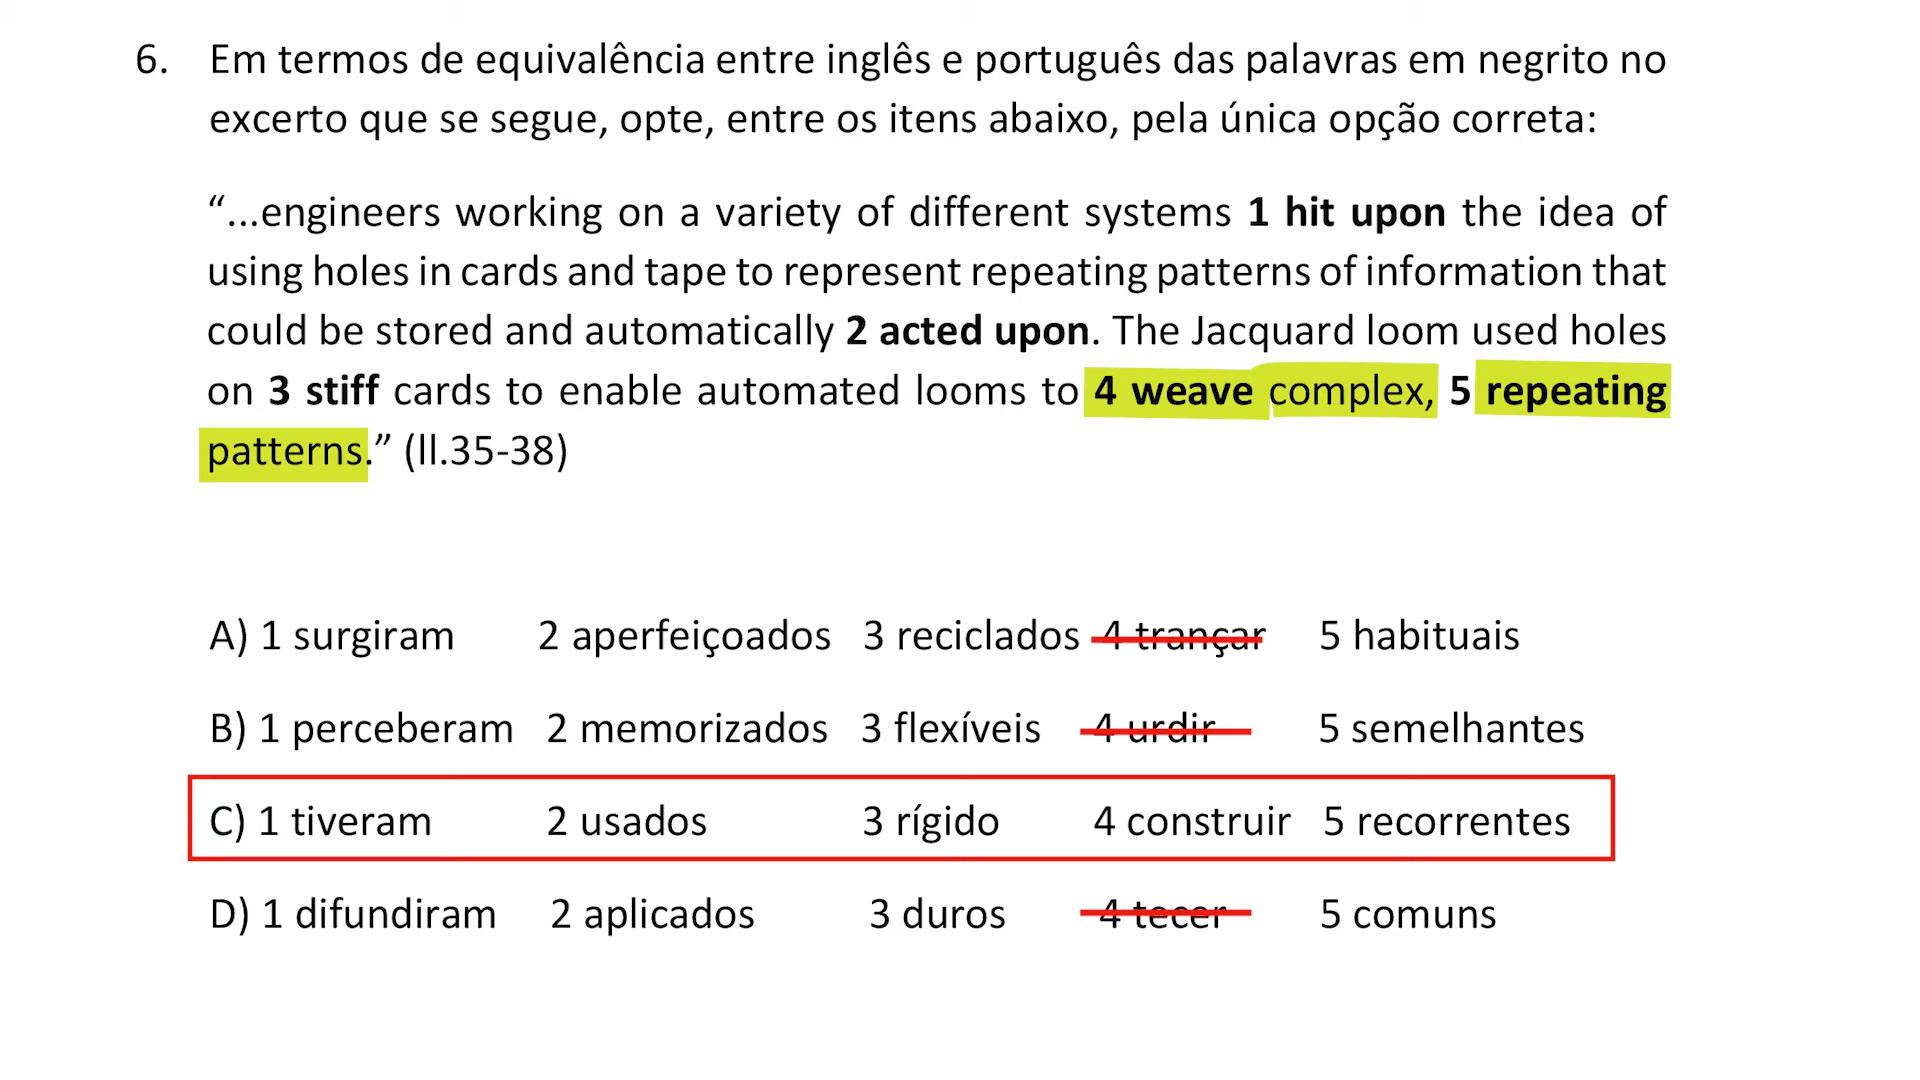 6. Em termos de equivalência entre inglês e português das palavras em negrito no
excerto que se segue, opte, entre os itens abaixo, pela única opção correta:
“...engineers working on a variety of different systems 1 hit upon the idea of
using holes in cards and tape to represent repeating patterns of information that
could be stored and automatically 2 acted upon. The Jacquard loom used holes
on 3 stiff cards to enable automated looms to 4 weave complex, 5 repeating
patterns.” (ll.35-38)
A) 1 surgiram 2 aperfeiçoados 3 reciclados 4 trançar 5 habituais
B) 1 perceberam 2 memorizados 3 flexíveis 4 urdir 5 semelhantes
C) 1 tiveram 2 usados 3 rígido 4 construir 5 recorrentes
D) 1 difundiram 2 aplicados 3 duros 4 tecer 5 comuns